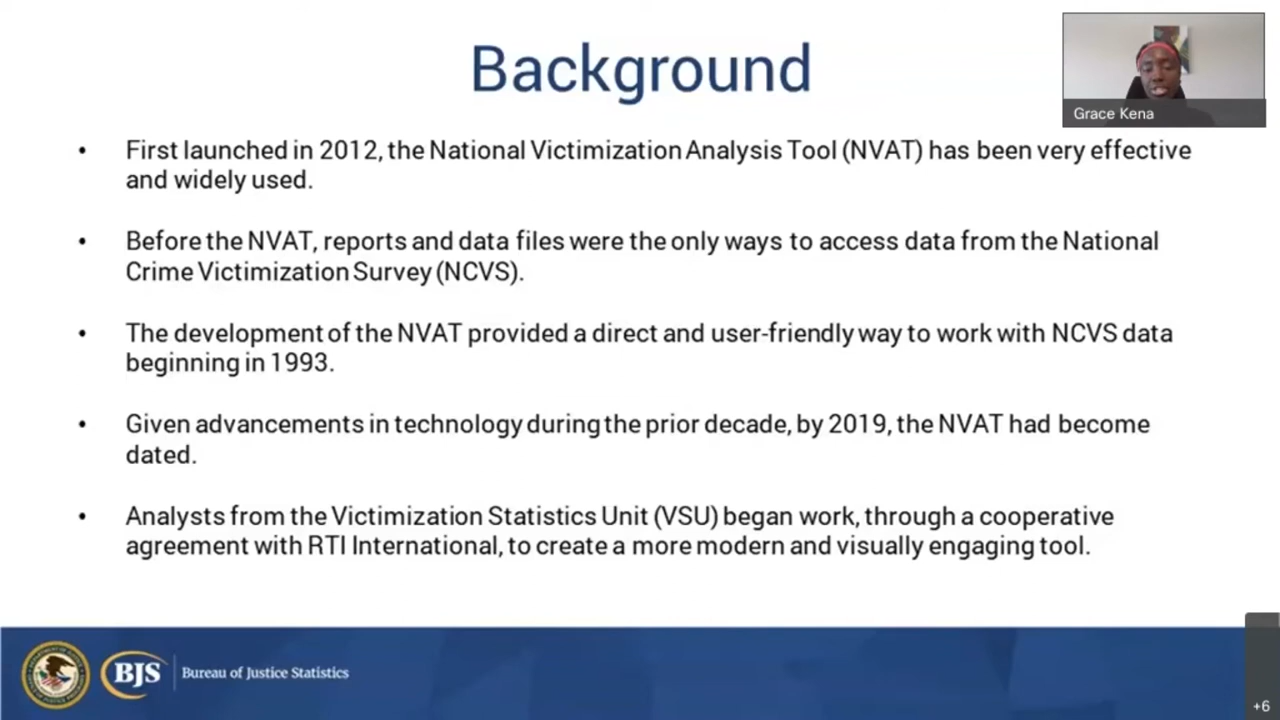 Background
Grace Kena
• First launched in 2012, the National Victimization Analysis Tool (NVAT) has been very effective
and widely used.
• Before the NVAT, reports and data files were the only ways to access data from the National
Crime Victimization Survey (NCVS).
• The development of the NVAT provided a direct and user-friendly way to work with NCVS data
beginning in 1993.
• Given advancements in technology during the prior decade, by 2019, the NVAT had become
dated.
• Analysts from the Victimization Statistics Unit (VSU) began work, through a cooperative
agreement with RTI International, to create a more modern and visually engaging tool.
BJS
Bureau of Justice Statistics
+6